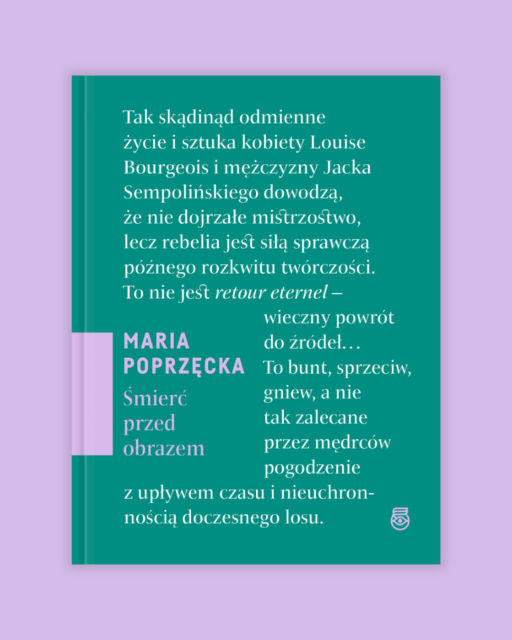 Tak skądinąd odmienne
życie i sztuka kobiety Louise
Bourgeois i mężczyzny Jacka
Sempolińskiego dowodzą,
że nie dojrzałe mistrzostwo,
lecz rebelia jest siłą sprawczą
późnego rozkwitu twórczości.
To nie jest retour eternel –
wieczny powrót
do źródeł…
To bunt, sprzeciw,
gniew, a nie
tak zalecane
przez mędrców
pogodzenie
z upływem czasu i nieuchron-
nością doczesnego losu.
MARIA
POPRZĘCKA
Śmierć
przed
obrazem